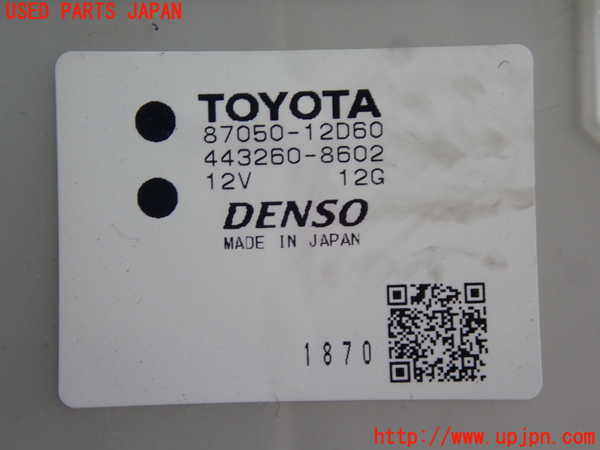 USED PARTS JAPAN
TOYOTA
87050-12D60
443260-8602
12V 12G
DENSO
MADE IN JAPAN
1870
http://www.upjpn.com